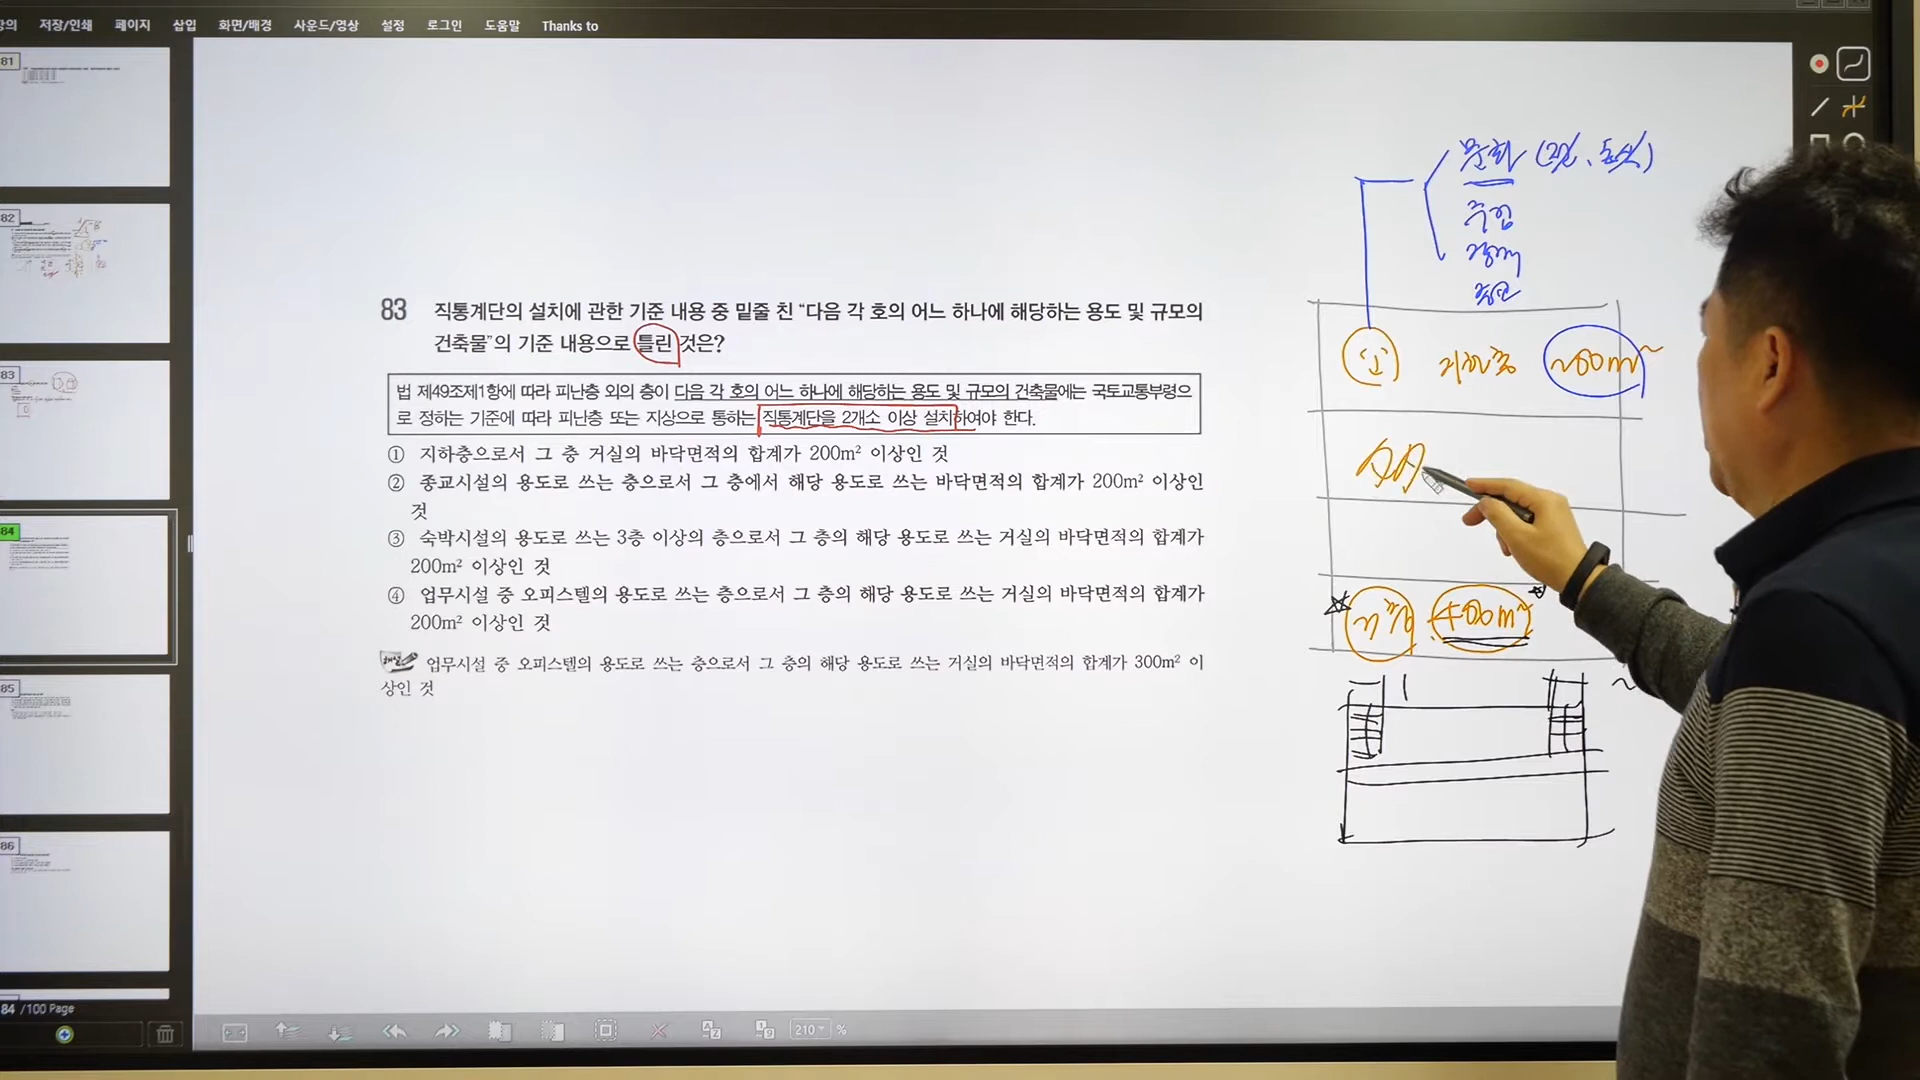 저장/인쇄 페이지 삽입 화면/배경 사운드/영상 설정 로그인 도움말 Thanks to
81
82
83
84
85
86
84 /100 Page
83 직통계단의 설치에 관한 기준 내용 중 밑줄 친 “다음 각 호의 어느 하나에 해당하는 용도 및 규모의
건축물”의 기준 내용으로 틀린 것은?
법 제49조제1항에 따라 피난층 외의 층이 다음 각 호의 어느 하나에 해당하는 용도 및 규모의 건축물에는 국토교통부령으
로 정하는 기준에 따라 피난층 또는 지상으로 통하는 직통계단을 2개소 이상 설치하여야 한다.
① 지하층으로서 그 층 거실의 바닥면적의 합계가 200m² 이상인 것
② 종교시설의 용도로 쓰는 층으로서 그 층에서 해당 용도로 쓰는 바닥면적의 합계가 200m² 이상인
것
③ 숙박시설의 용도로 쓰는 3층 이상의 층으로서 그 층의 해당 용도로 쓰는 거실의 바닥면적의 합계가
200m² 이상인 것
④ 업무시설 중 오피스텔의 용도로 쓰는 층으로서 그 층의 해당 용도로 쓰는 거실의 바닥면적의 합계가
200m² 이상인 것
해설 업무시설 중 오피스텔의 용도로 쓰는 층으로서 그 층의 해당 용도로 쓰는 거실의 바닥면적의 합계가 300m² 이
상인 것
문화
지하층 200m²
400m²
210 %